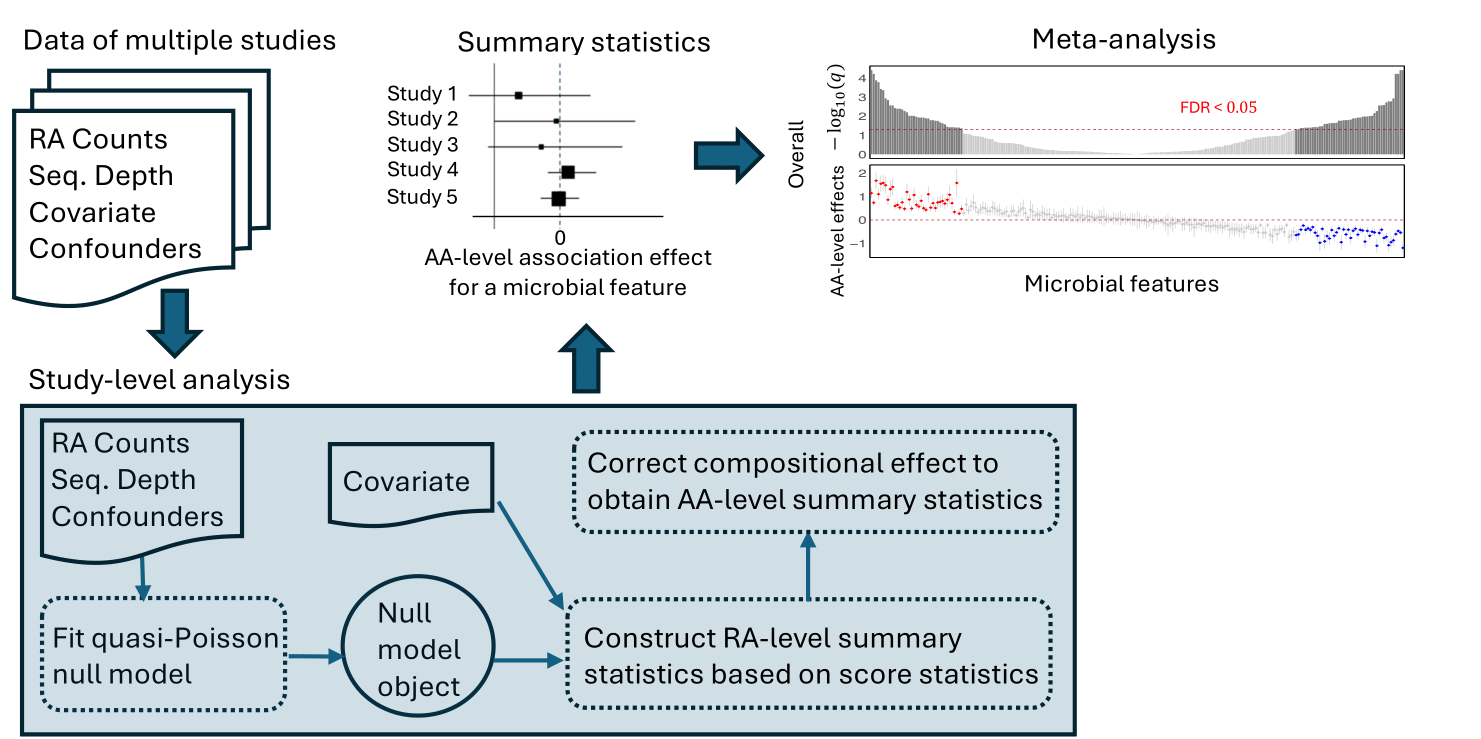 Data of multiple studies
RA Counts
Seq. Depth
Covariate
Confounders
Summary statistics
Study 1
Study 2
Study 3
Study 4
Study 5
0
AA-level association effect
for a microbial feature
Meta-analysis
Overall
− log₁₀(q)
4
3
2
1
0
FDR < 0.05
AA-level effects
2
1
0
−1
Microbial features
Study-level analysis
RA Counts
Seq. Depth
Confounders
Covariate
Correct compositional effect to
obtain AA-level summary statistics
Fit quasi-Poisson
null model
Null
model
object
Construct RA-level summary
statistics based on score statistics